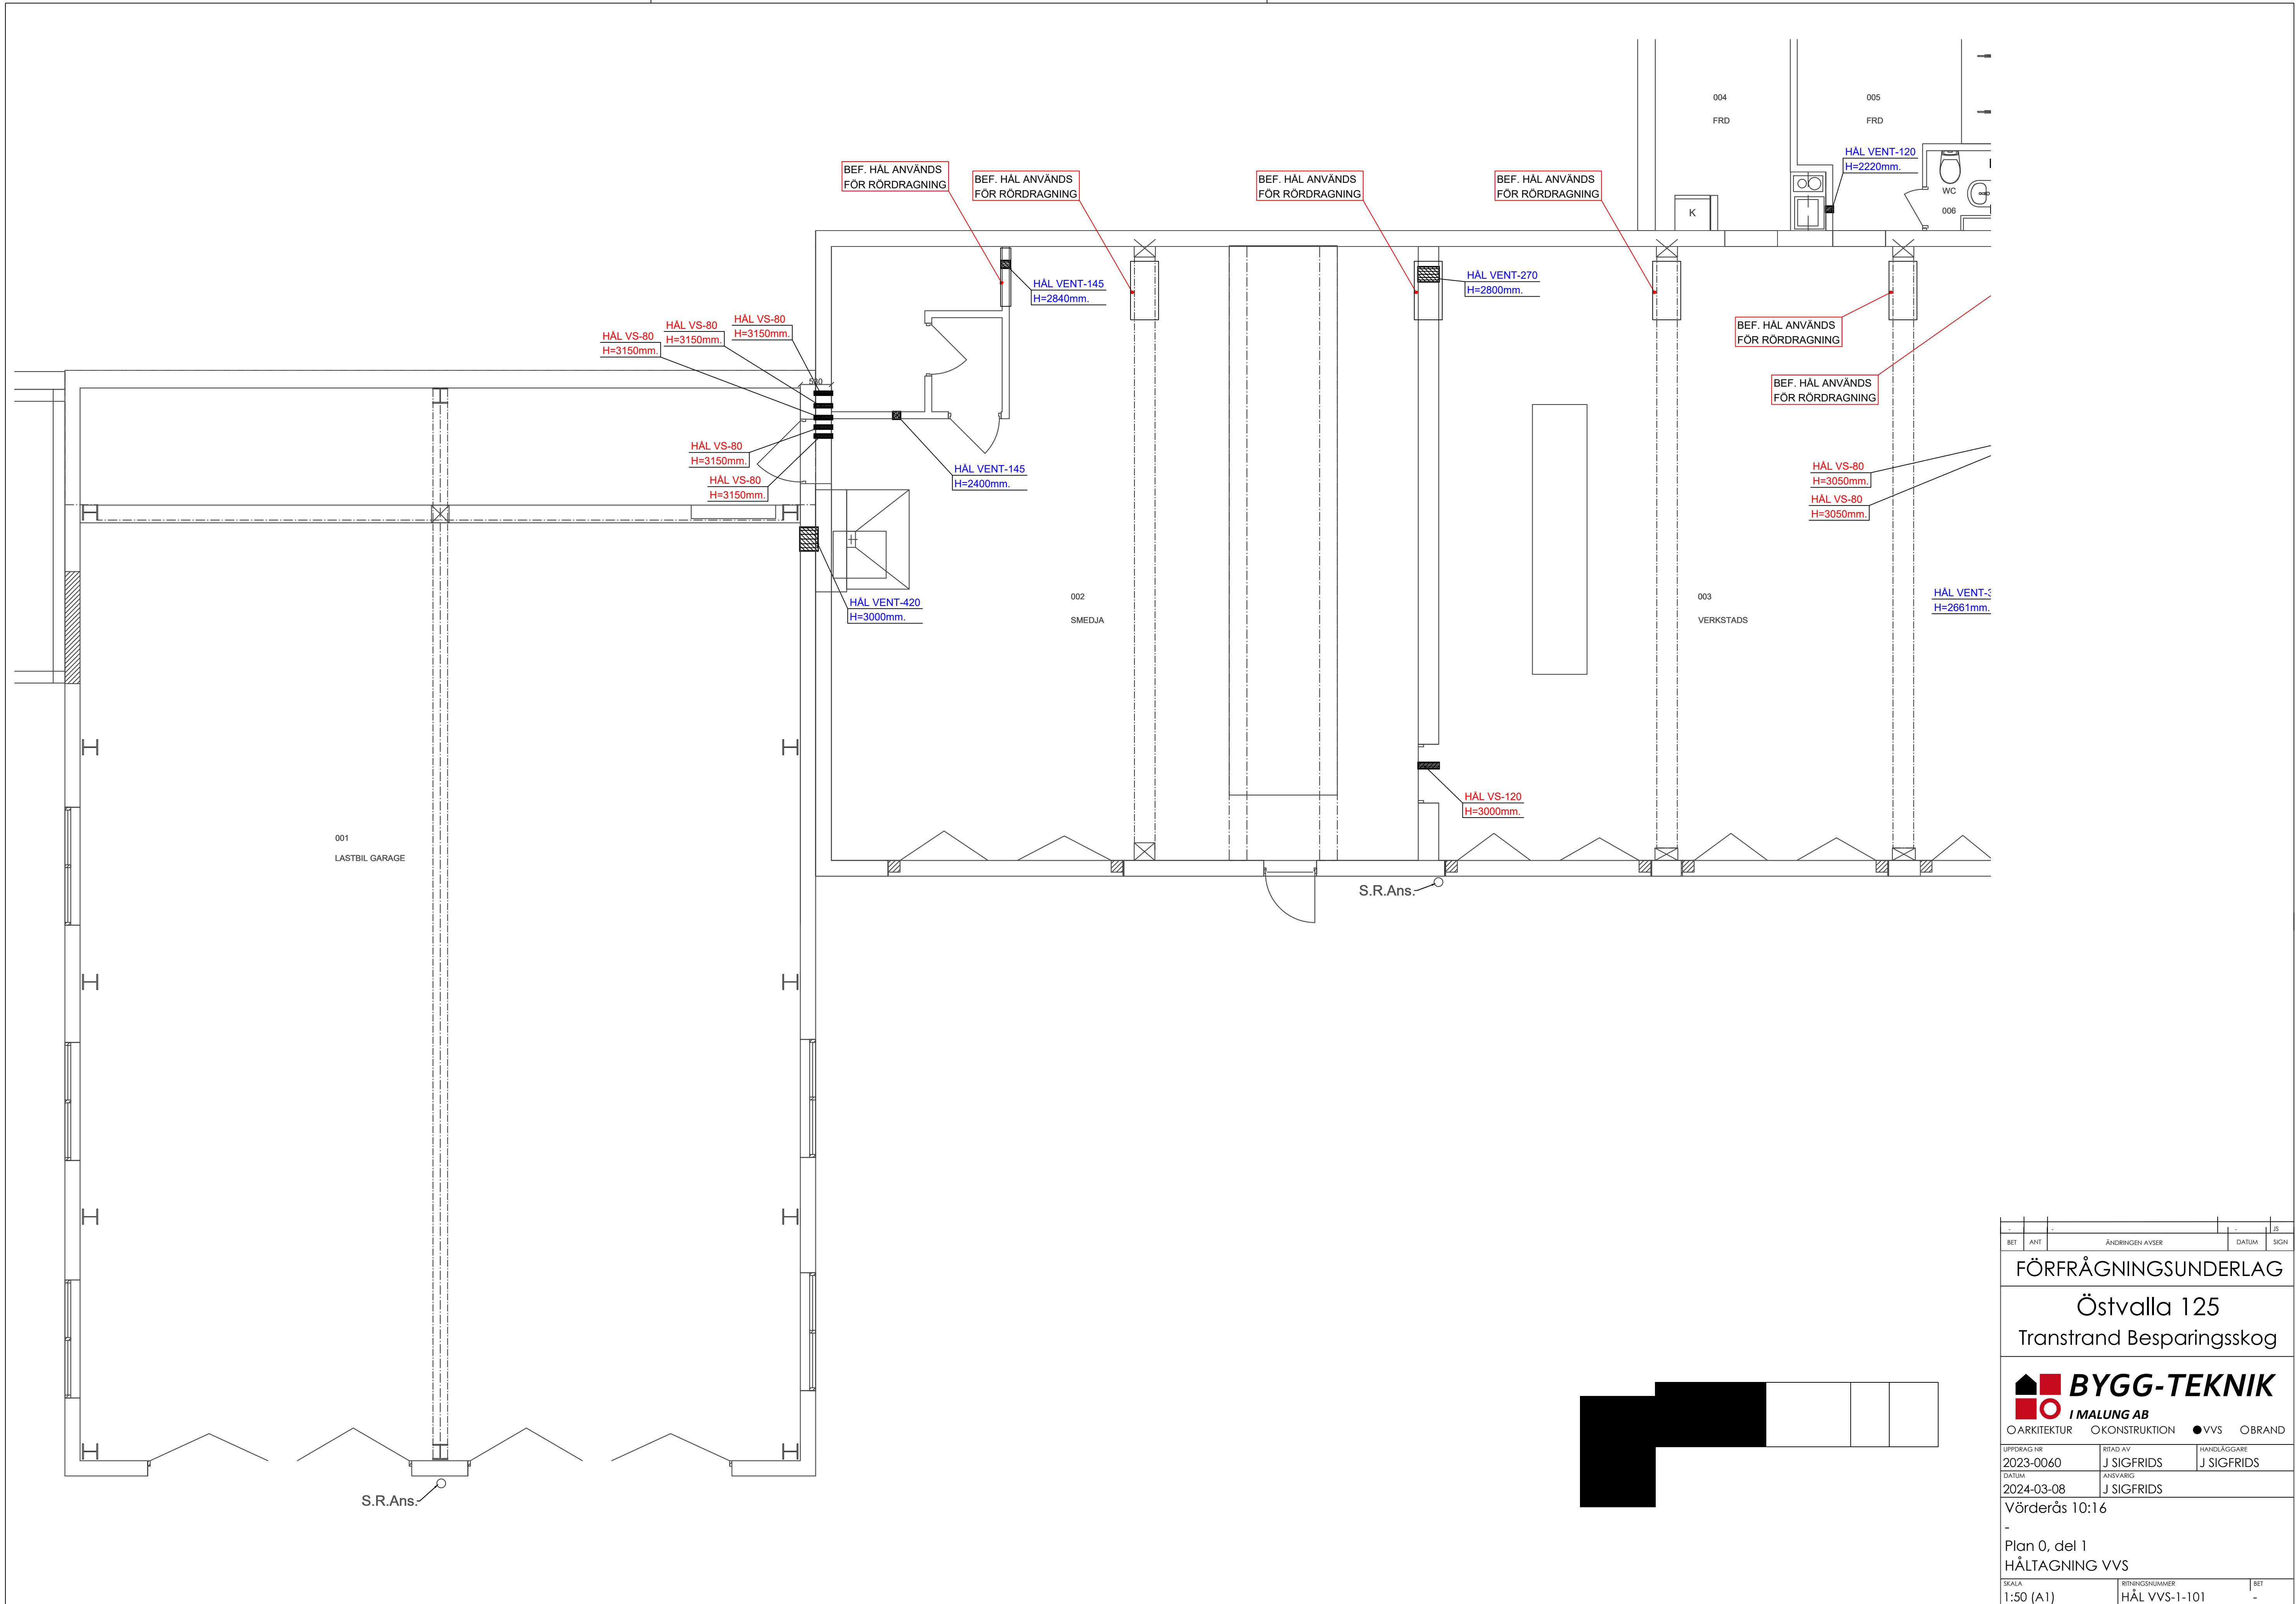 004
FRD
005
FRD
HÅL VENT-120
H=2220mm.
WC
006
K
BEF. HÅL ANVÄNDS
FÖR RÖRDRAGNING
BEF. HÅL ANVÄNDS
FÖR RÖRDRAGNING
BEF. HÅL ANVÄNDS
FÖR RÖRDRAGNING
BEF. HÅL ANVÄNDS
FÖR RÖRDRAGNING
HÅL VENT-145
H=2840mm.
HÅL VENT-270
H=2800mm.
HÅL VS-80
H=3150mm.
HÅL VS-80
H=3150mm.
HÅL VS-80
H=3150mm.
BEF. HÅL ANVÄNDS
FÖR RÖRDRAGNING
BEF. HÅL ANVÄNDS
FÖR RÖRDRAGNING
HÅL VS-80
H=3150mm.
HÅL VS-80
H=3150mm.
HÅL VENT-145
H=2400mm.
HÅL VS-80
H=3050mm.
HÅL VS-80
H=3050mm.
HÅL VENT-420
H=3000mm.
002
SMEDJA
003
VERKSTADS
HÅL VENT-3
H=2661mm.
HÅL VS-120
H=3000mm.
001
LASTBIL GARAGE
S.R.Ans.
S.R.Ans.
- - - JS
BET ANT ÄNDRINGEN AVSER DATUM SIGN
FÖRFRÅGNINGSUNDERLAG
Östvalla 125
Transtrand Besparingsskog
BYGG-TEKNIK
I MALUNG AB
ARKITEKTUR KONSTRUKTION VVS BRAND
UPPDRAG NR RITAD AV HANDLÄGGARE
2023-0060 J SIGFRIDS J SIGFRIDS
DATUM ANSVARIG
2024-03-08 J SIGFRIDS
Vörderås 10:16
-
Plan 0, del 1
HÅLTAGNING VVS
SKALA RITNINGSNUMMER BET
1:50 (A1) HÅL VVS-1-101 -